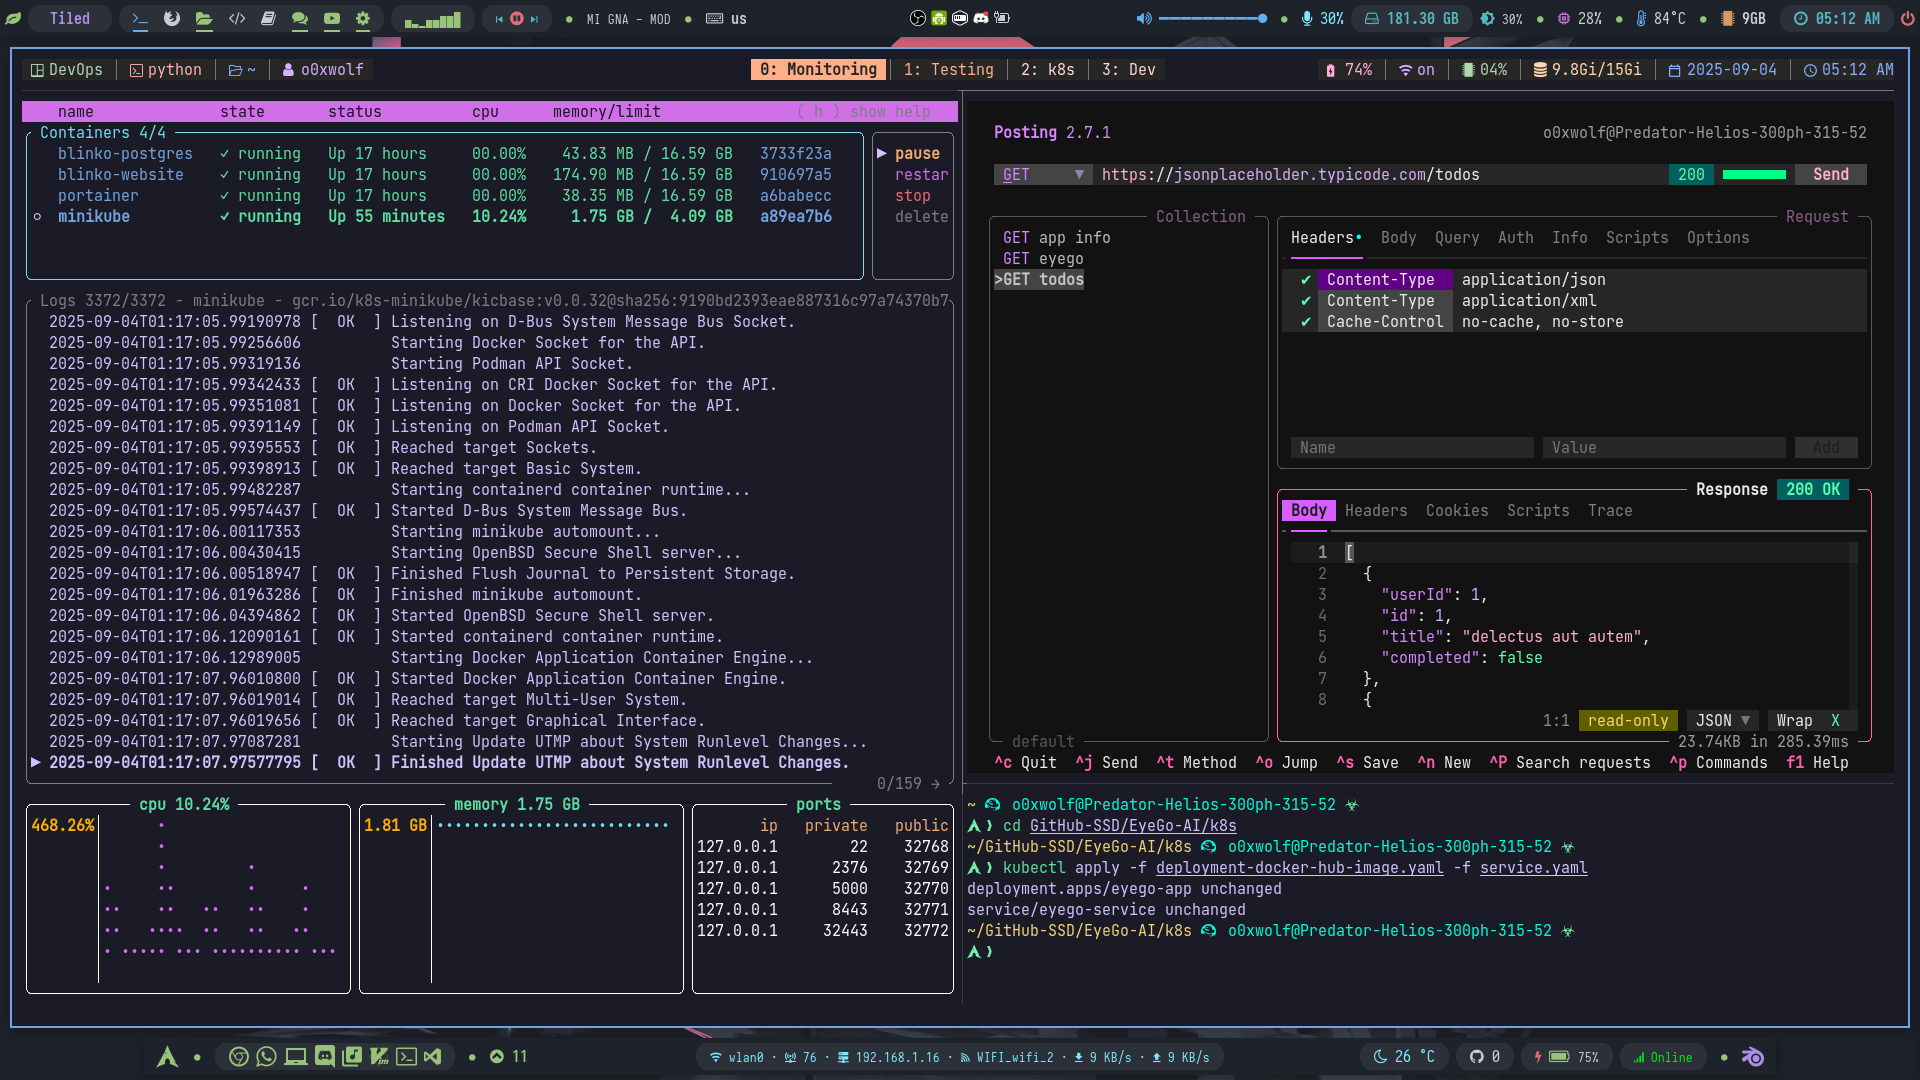 Tiled
MI GNA - MOD
us
30%
181.30 GB
30%
28%
84°C
9GB
05:12 AM
DevOps
python
~
o0xwolf
0: Monitoring
1: Testing
2: k8s
3: Dev
74%
on
04%
9.8Gi/15Gi
2025-09-04
05:12 AM
name state status cpu memory/limit ( h ) show help
Containers 4/4
blinko-postgres ✓ running Up 17 hours 00.00% 43.83 MB / 16.59 GB 3733f23a
blinko-website ✓ running Up 17 hours 00.00% 174.90 MB / 16.59 GB 910697a5
portainer ✓ running Up 17 hours 00.00% 38.35 MB / 16.59 GB a6babecc
minikube ✓ running Up 55 minutes 10.24% 1.75 GB / 4.09 GB a89ea7b6
▶ pause
restar
stop
delete
Logs 3372/3372 - minikube - gcr.io/k8s-minikube/kicbase:v0.0.32@sha256:9190bd2393eae887316c97a74370b7
2025-09-04T01:17:05.99190978 [ OK ] Listening on D-Bus System Message Bus Socket.
2025-09-04T01:17:05.99256606 Starting Docker Socket for the API.
2025-09-04T01:17:05.99319136 Starting Podman API Socket.
2025-09-04T01:17:05.99342433 [ OK ] Listening on CRI Docker Socket for the API.
2025-09-04T01:17:05.99351081 [ OK ] Listening on Docker Socket for the API.
2025-09-04T01:17:05.99391149 [ OK ] Listening on Podman API Socket.
2025-09-04T01:17:05.99395553 [ OK ] Reached target Sockets.
2025-09-04T01:17:05.99398913 [ OK ] Reached target Basic System.
2025-09-04T01:17:05.99482287 Starting containerd container runtime...
2025-09-04T01:17:05.99574437 [ OK ] Started D-Bus System Message Bus.
2025-09-04T01:17:06.00117353 Starting minikube automount...
2025-09-04T01:17:06.00430415 Starting OpenBSD Secure Shell server...
2025-09-04T01:17:06.00518947 [ OK ] Finished Flush Journal to Persistent Storage.
2025-09-04T01:17:06.01963286 [ OK ] Finished minikube automount.
2025-09-04T01:17:06.04394862 [ OK ] Started OpenBSD Secure Shell server.
2025-09-04T01:17:06.12090161 [ OK ] Started containerd container runtime.
2025-09-04T01:17:06.12989005 Starting Docker Application Container Engine...
2025-09-04T01:17:07.96010800 [ OK ] Started Docker Application Container Engine.
2025-09-04T01:17:07.96019014 [ OK ] Reached target Multi-User System.
2025-09-04T01:17:07.96019656 [ OK ] Reached target Graphical Interface.
2025-09-04T01:17:07.97087281 Starting Update UTMP about System Runlevel Changes...
▶ 2025-09-04T01:17:07.97577795 [ OK ] Finished Update UTMP about System Runlevel Changes.
0/159 →
cpu 10.24%
468.26%
memory 1.75 GB
1.81 GB
ports
ip private public
127.0.0.1 22 32768
127.0.0.1 2376 32769
127.0.0.1 5000 32770
127.0.0.1 8443 32771
127.0.0.1 32443 32772
Posting 2.7.1
o0xwolf@Predator-Helios-300ph-315-52
GET ▼ https://jsonplaceholder.typicode.com/todos 200 Send
Collection
GET app info
GET eyego
>GET todos
default
Request
Headers• Body Query Auth Info Scripts Options
✔ Content-Type application/json
✔ Content-Type application/xml
✔ Cache-Control no-cache, no-store
Name Value Add
Response 200 OK
Body Headers Cookies Scripts Trace
1 [
2 {
3 "userId": 1,
4 "id": 1,
5 "title": "delectus aut autem",
6 "completed": false
7 },
8 {
1:1 read-only JSON ▼ Wrap X
23.74KB in 285.39ms
^c Quit ^j Send ^t Method ^o Jump ^s Save ^n New ^P Search requests ^p Commands f1 Help
~ o0xwolf@Predator-Helios-300ph-315-52
❯ cd GitHub-SSD/EyeGo-AI/k8s
~/GitHub-SSD/EyeGo-AI/k8s o0xwolf@Predator-Helios-300ph-315-52
❯ kubectl apply -f deployment-docker-hub-image.yaml -f service.yaml
deployment.apps/eyego-app unchanged
service/eyego-service unchanged
~/GitHub-SSD/EyeGo-AI/k8s o0xwolf@Predator-Helios-300ph-315-52
❯
11
wlan0 · 76 · 192.168.1.16 · WIFI_wifi_2 · 9 KB/s · 9 KB/s
26 °C
0
75%
Online